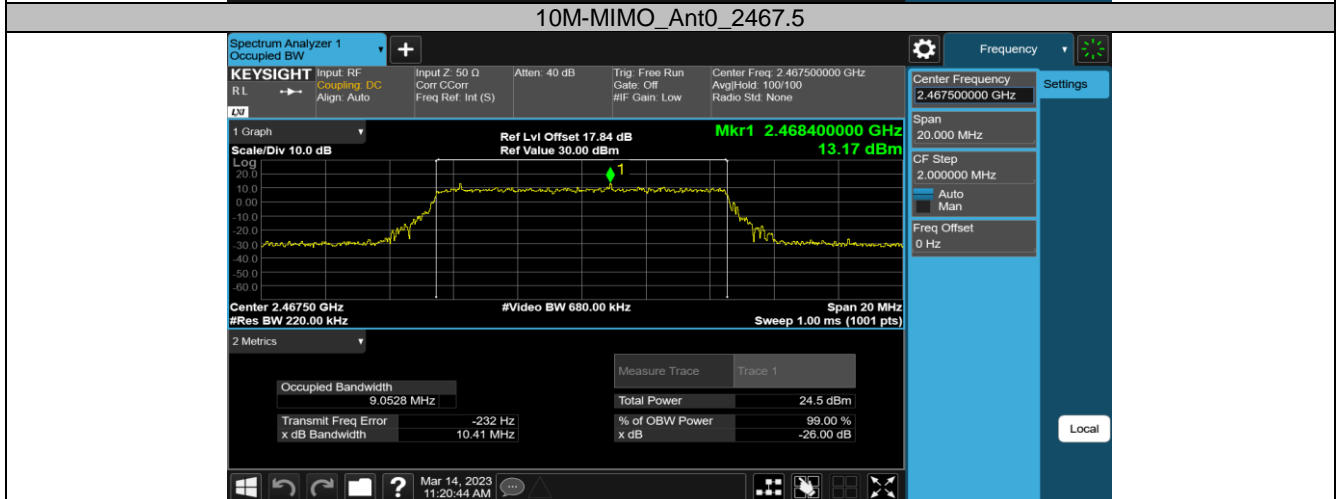 10M-MIMO_Ant0_2467.5
Spectrum Analyzer 1
Occupied BW
+
Frequency
KEYSIGHT
RL
LXI
Input: RF
Coupling: DC
Align: Auto
Input Z: 50 Ω
Corr CCorr
Freq Ref: Int (S)
Atten: 40 dB
Trig: Free Run
Gate: Off
#IF Gain: Low
Center Freq: 2.467500000 GHz
Avg|Hold: 100/100
Radio Std: None
Center Frequency
2.467500000 GHz
Settings
Span
20.000 MHz
CF Step
2.000000 MHz
Auto
Man
Freq Offset
0 Hz
Local
1 Graph
Scale/Div 10.0 dB
Ref Lvl Offset 17.84 dB
Ref Value 30.00 dBm
Mkr1 2.468400000 GHz
13.17 dBm
Log
20.0
10.0
0.00
-10.0
-20.0
-30.0
-40.0
-50.0
-60.0
1
Center 2.46750 GHz
#Res BW 220.00 kHz
#Video BW 680.00 kHz
Span 20 MHz
Sweep 1.00 ms (1001 pts)
2 Metrics
Measure Trace Trace 1
Occupied Bandwidth
9.0528 MHz
Total Power 24.5 dBm
Transmit Freq Error -232 Hz
% of OBW Power 99.00 %
x dB Bandwidth 10.41 MHz
x dB -26.00 dB
?
Mar 14, 2023
11:20:44 AM